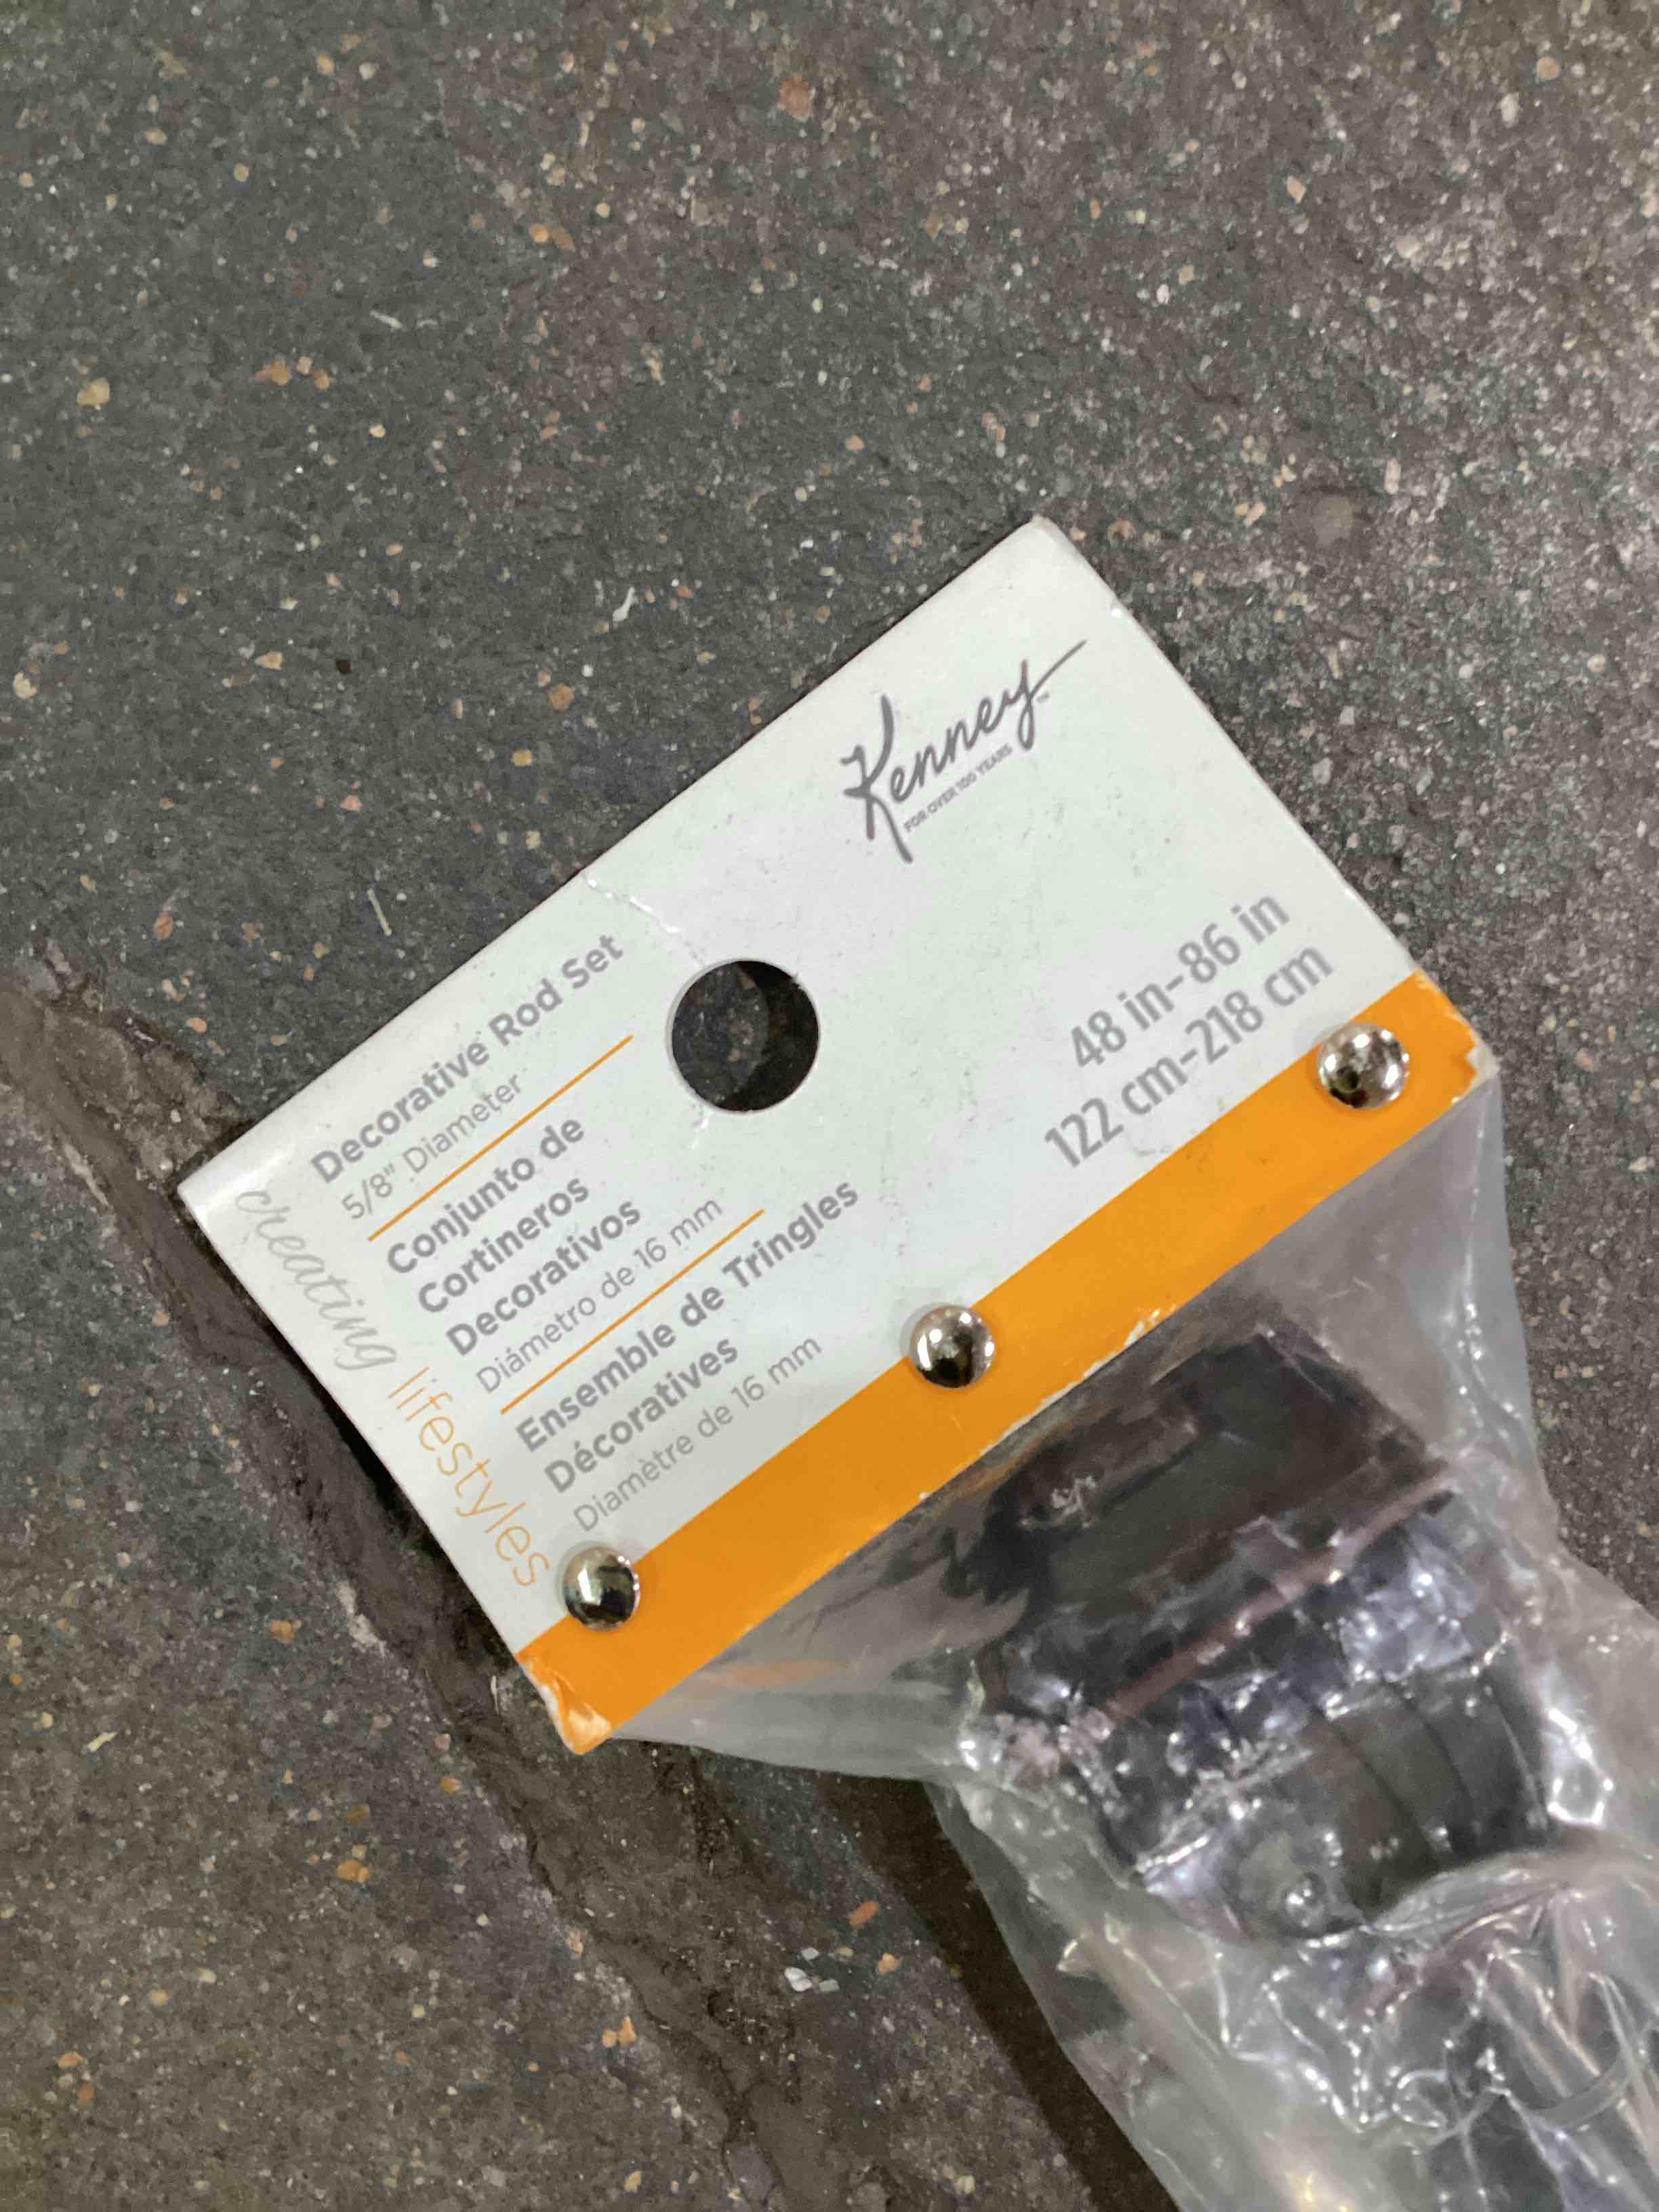 Kenney™
FOR OVER 100 YEARS
Decorative Rod Set
5/8" Diameter
Conjunto de
Cortineros
Decorativos
Diámetro de 16 mm
Ensemble de Tringles
Décoratives
Diamètre de 16 mm
48 in-86 in
122 cm-218 cm
creating lifestyles